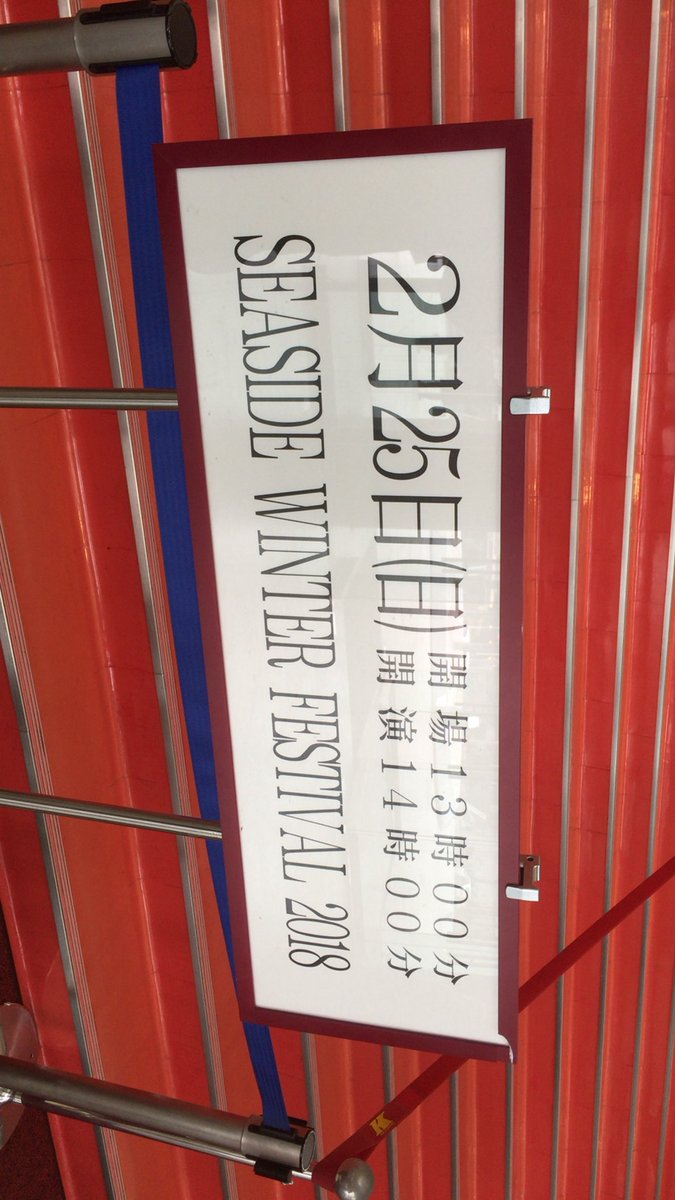 2月25日(日) 開場13時00分
開演14時00分
SEASIDE WINTER FESTIVAL 2018
K